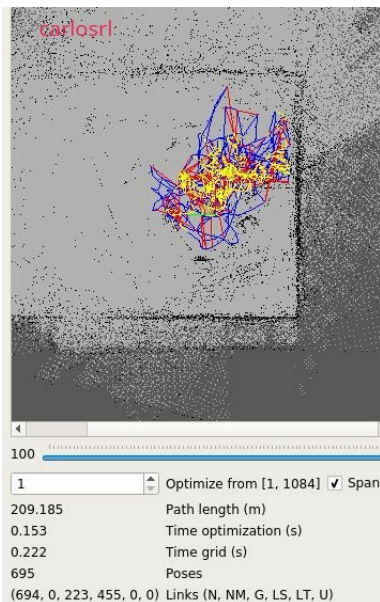 carlosrl
100
1 Optimize from [1, 1084] Span
209.185 Path length (m)
0.153 Time optimization (s)
0.222 Time grid (s)
695 Poses
(694, 0, 223, 455, 0, 0) Links (N, NM, G, LS, LT, U)